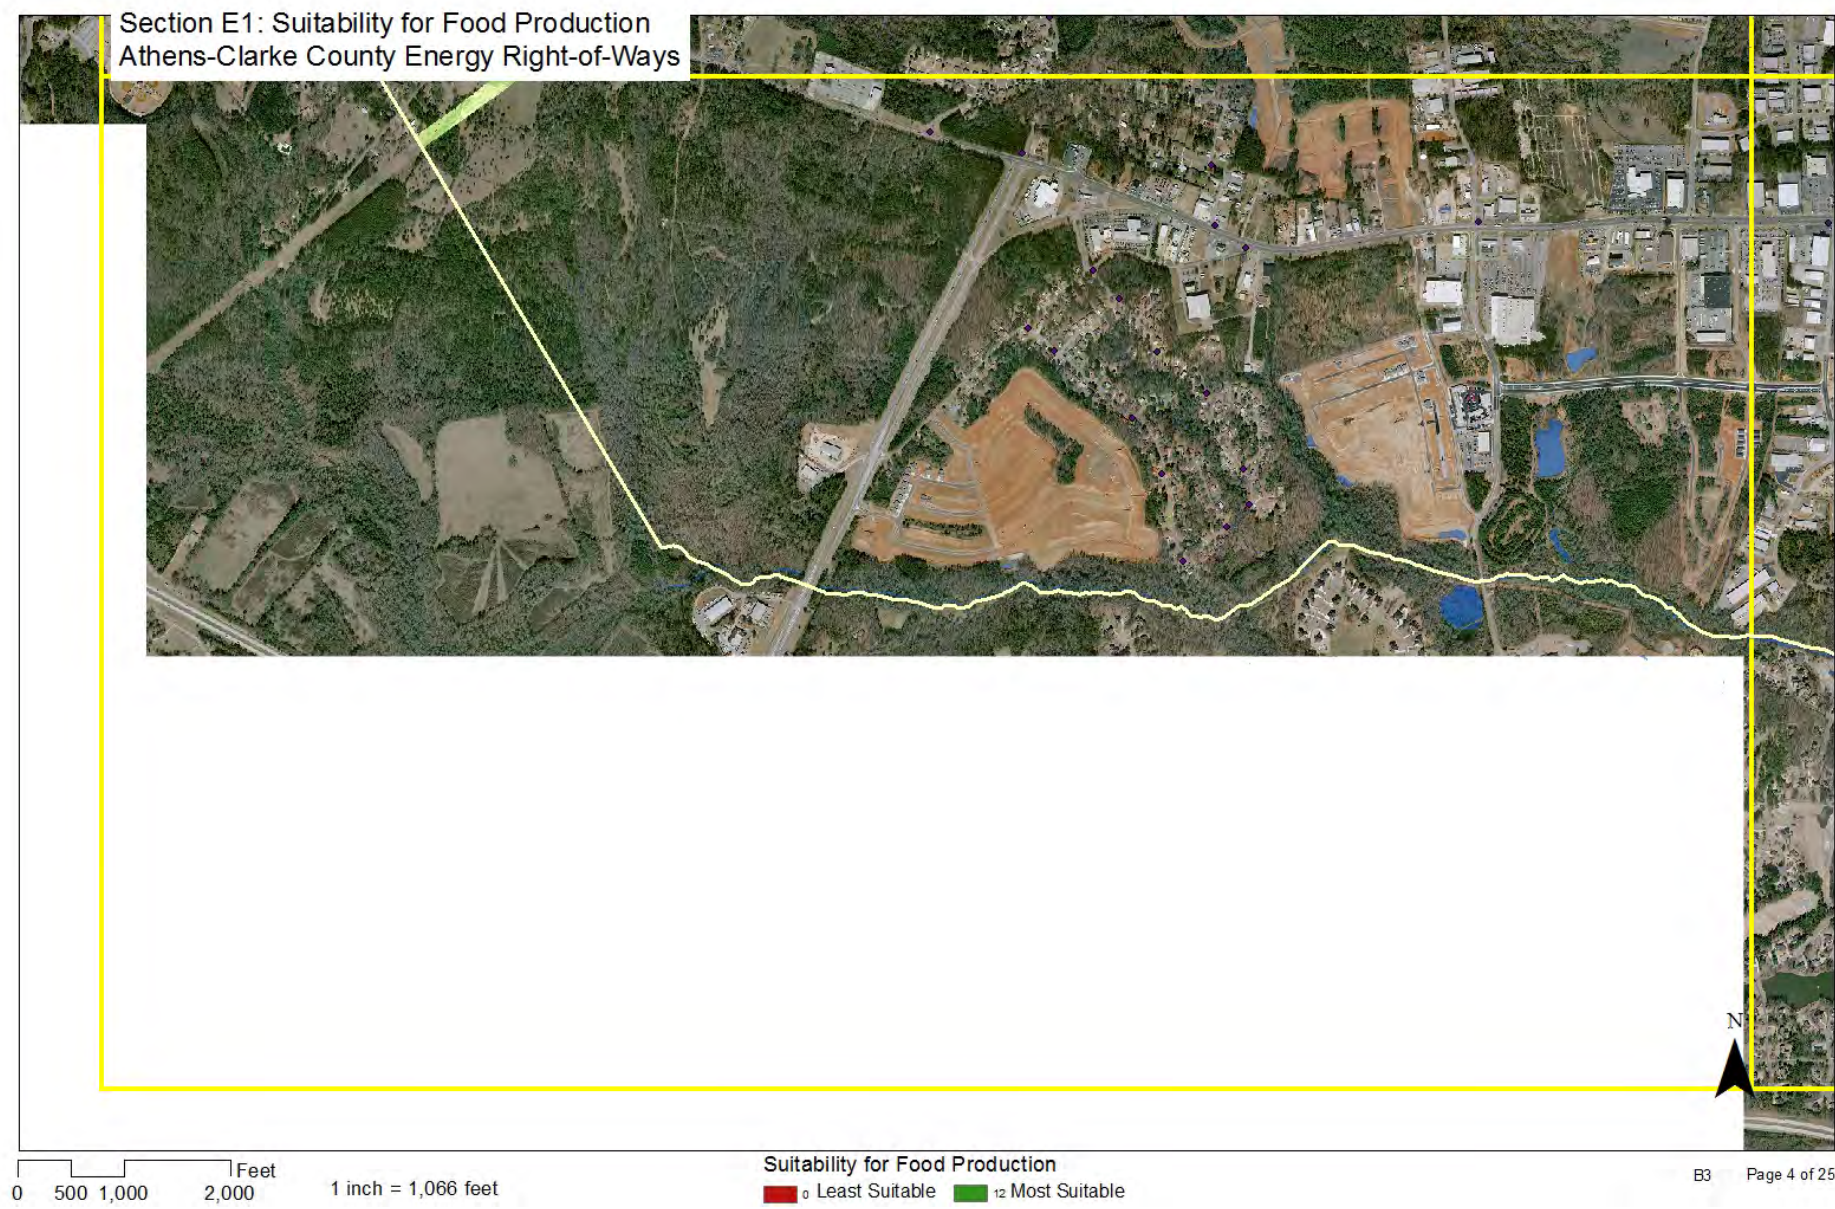 Section E1: Suitability for Food Production
Athens-Clarke County Energy Right-of-Ways
N
Feet
0 500 1,000 2,000
1 inch = 1,066 feet
Suitability for Food Production
0 Least Suitable 12 Most Suitable
B3 Page 4 of 25